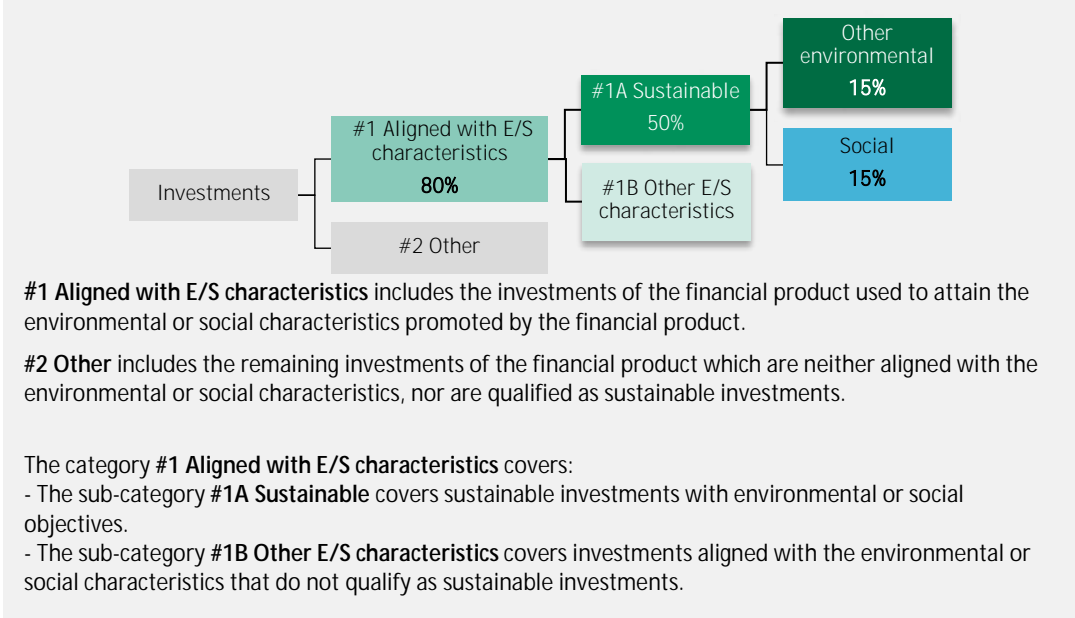 Investments
#1 Aligned with E/S
characteristics
80%
#2 Other
#1A Sustainable
50%
#1B Other E/S
characteristics
Other
environmental
15%
Social
15%
#1 Aligned with E/S characteristics includes the investments of the financial product used to attain the
environmental or social characteristics promoted by the financial product.
#2 Other includes the remaining investments of the financial product which are neither aligned with the
environmental or social characteristics, nor are qualified as sustainable investments.
The category #1 Aligned with E/S characteristics covers:
- The sub-category #1A Sustainable covers sustainable investments with environmental or social
objectives.
- The sub-category #1B Other E/S characteristics covers investments aligned with the environmental or
social characteristics that do not qualify as sustainable investments.